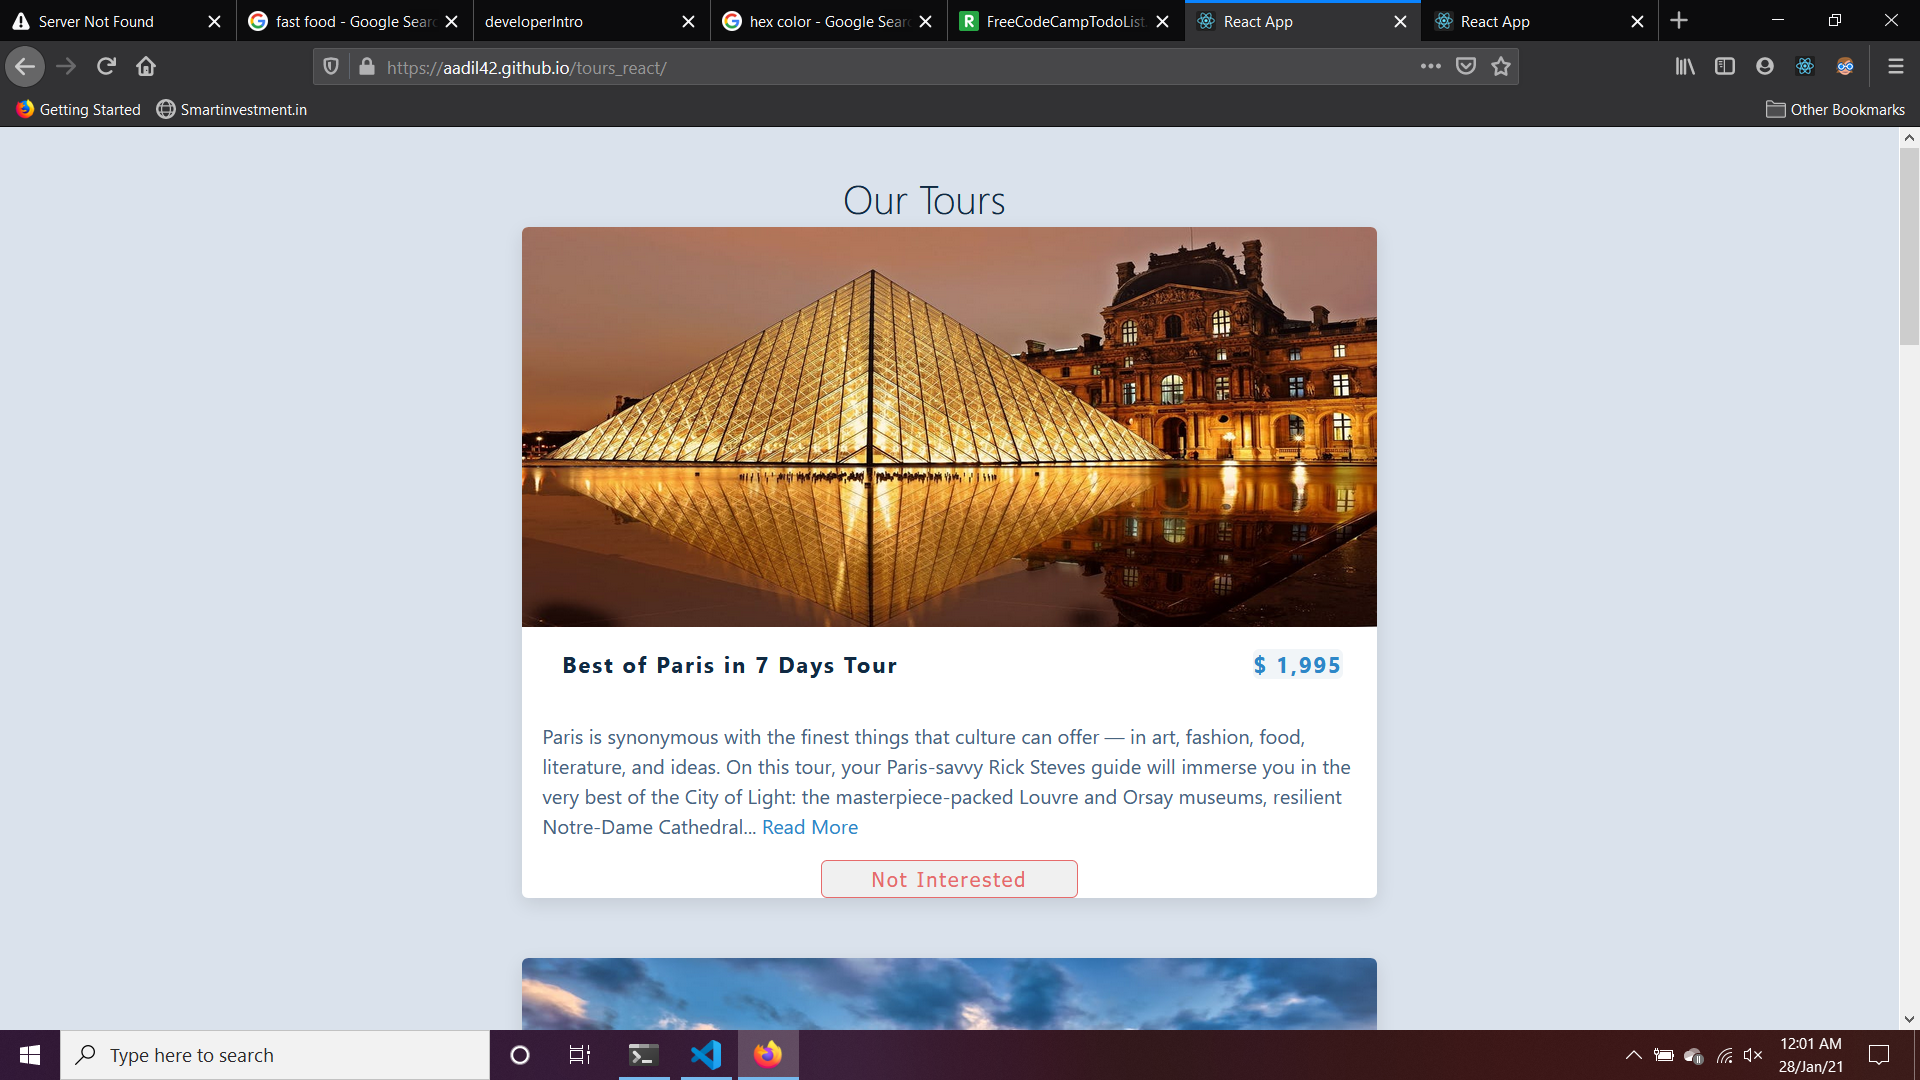 Server Not Found
fast food - Google Sear
developerIntro
hex color - Google Sear
FreeCodeCampTodoList.
React App
React App
https://aadil42.github.io/tours_react/
Getting Started
Smartinvestment.in
Other Bookmarks
Our Tours
Best of Paris in 7 Days Tour
$ 1,995
Paris is synonymous with the finest things that culture can offer — in art, fashion, food,
literature, and ideas. On this tour, your Paris-savvy Rick Steves guide will immerse you in the
very best of the City of Light: the masterpiece-packed Louvre and Orsay museums, resilient
Notre-Dame Cathedral... Read More
Not Interested
Type here to search
12:01 AM
28/Jan/21